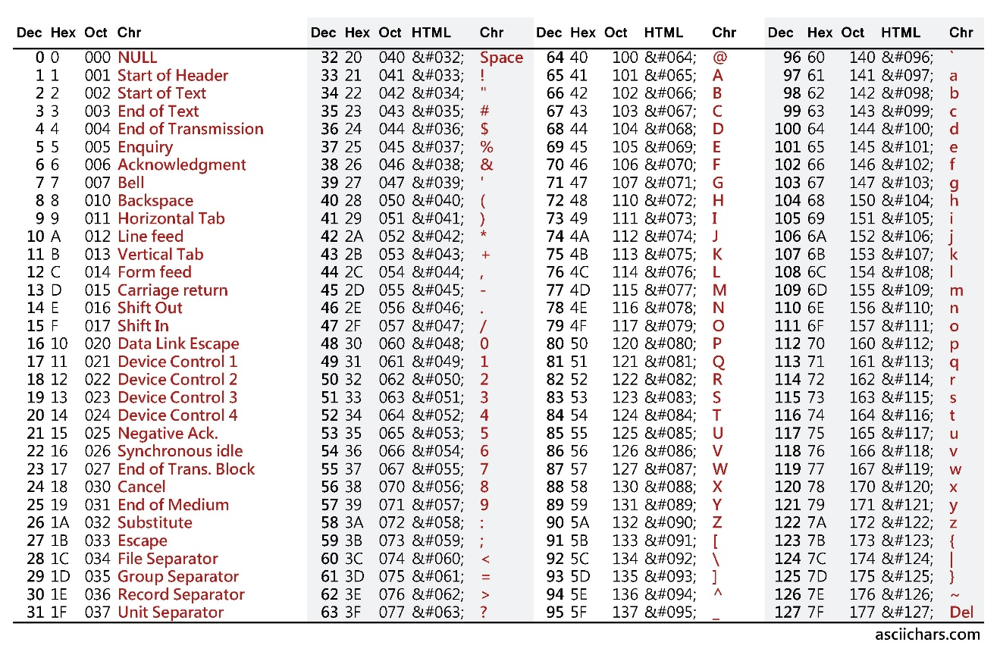 Dec Hex Oct Chr Dec Hex Oct HTML Chr Dec Hex Oct HTML Chr Dec Hex Oct HTML Chr
0 0 000 NULL 32 20 040 &#032; Space 64 40 100 &#064; @ 96 60 140 &#096; `
1 1 001 Start of Header 33 21 041 &#033; ! 65 41 101 &#065; A 97 61 141 &#097; a
2 2 002 Start of Text 34 22 042 &#034; " 66 42 102 &#066; B 98 62 142 &#098; b
3 3 003 End of Text 35 23 043 &#035; # 67 43 103 &#067; C 99 63 143 &#099; c
4 4 004 End of Transmission 36 24 044 &#036; $ 68 44 104 &#068; D 100 64 144 &#100; d
5 5 005 Enquiry 37 25 045 &#037; % 69 45 105 &#069; E 101 65 145 &#101; e
6 6 006 Acknowledgment 38 26 046 &#038; & 70 46 106 &#070; F 102 66 146 &#102; f
7 7 007 Bell 39 27 047 &#039; ' 71 47 107 &#071; G 103 67 147 &#103; g
8 8 010 Backspace 40 28 050 &#040; ( 72 48 110 &#072; H 104 68 150 &#104; h
9 9 011 Horizontal Tab 41 29 051 &#041; ) 73 49 111 &#073; I 105 69 151 &#105; i
10 A 012 Line feed 42 2A 052 &#042; * 74 4A 112 &#074; J 106 6A 152 &#106; j
11 B 013 Vertical Tab 43 2B 053 &#043; + 75 4B 113 &#075; K 107 6B 153 &#107; k
12 C 014 Form feed 44 2C 054 &#044; , 76 4C 114 &#076; L 108 6C 154 &#108; l
13 D 015 Carriage return 45 2D 055 &#045; - 77 4D 115 &#077; M 109 6D 155 &#109; m
14 E 016 Shift Out 46 2E 056 &#046; . 78 4E 116 &#078; N 110 6E 156 &#110; n
15 F 017 Shift In 47 2F 057 &#047; / 79 4F 117 &#079; O 111 6F 157 &#111; o
16 10 020 Data Link Escape 48 30 060 &#048; 0 80 50 120 &#080; P 112 70 160 &#112; p
17 11 021 Device Control 1 49 31 061 &#049; 1 81 51 121 &#081; Q 113 71 161 &#113; q
18 12 022 Device Control 2 50 32 062 &#050; 2 82 52 122 &#082; R 114 72 162 &#114; r
19 13 023 Device Control 3 51 33 063 &#051; 3 83 53 123 &#083; S 115 73 163 &#115; s
20 14 024 Device Control 4 52 34 064 &#052; 4 84 54 124 &#084; T 116 74 164 &#116; t
21 15 025 Negative Ack. 53 35 065 &#053; 5 85 55 125 &#085; U 117 75 165 &#117; u
22 16 026 Synchronous idle 54 36 066 &#054; 6 86 56 126 &#086; V 118 76 166 &#118; v
23 17 027 End of Trans. Block 55 37 067 &#055; 7 87 57 127 &#087; W 119 77 167 &#119; w
24 18 030 Cancel 56 38 070 &#056; 8 88 58 130 &#088; X 120 78 170 &#120; x
25 19 031 End of Medium 57 39 071 &#057; 9 89 59 131 &#089; Y 121 79 171 &#121; y
26 1A 032 Substitute 58 3A 072 &#058; : 90 5A 132 &#090; Z 122 7A 172 &#122; z
27 1B 033 Escape 59 3B 073 &#059; ; 91 5B 133 &#091; [ 123 7B 173 &#123; {
28 1C 034 File Separator 60 3C 074 &#060; < 92 5C 134 &#092; \ 124 7C 174 &#124; |
29 1D 035 Group Separator 61 3D 075 &#061; = 93 5D 135 &#093; ] 125 7D 175 &#125; }
30 1E 036 Record Separator 62 3E 076 &#062; > 94 5E 136 &#094; ^ 126 7E 176 &#126; ~
31 1F 037 Unit Separator 63 3F 077 &#063; ? 95 5F 137 &#095; _ 127 7F 177 &#127; Del
asciichars.com